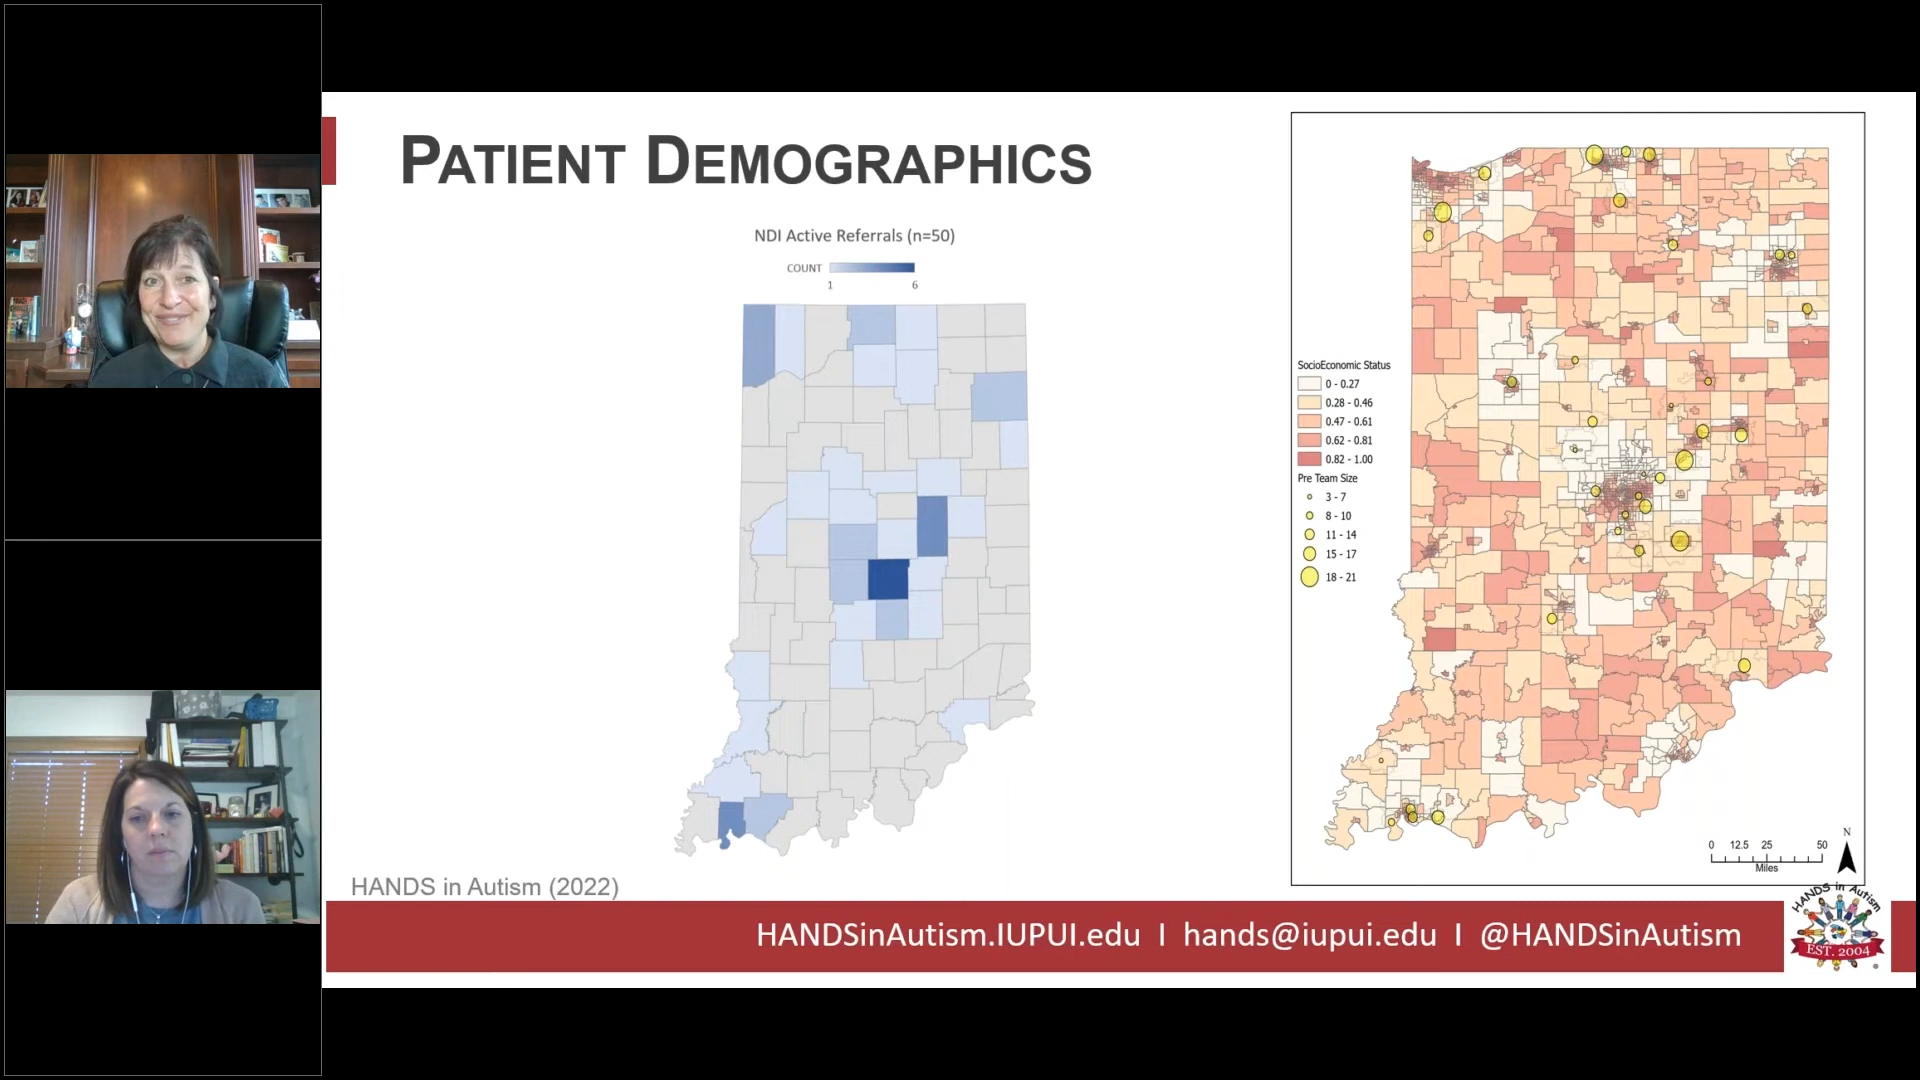 PATIENT DEMOGRAPHICS
NDI Active Referrals (n=50)
COUNT
1 6
SocioEconomic Status
0 - 0.27
0.28 - 0.46
0.47 - 0.61
0.62 - 0.81
0.82 - 1.00
Pre Team Size
3 - 7
8 - 10
11 - 14
15 - 17
18 - 21
N
0 12.5 25 50
Miles
HANDS in Autism (2022)
HANDSinAutism.IUPUI.edu I hands@iupui.edu I @HANDSinAutism
HANDS in Autism
EST. 2004